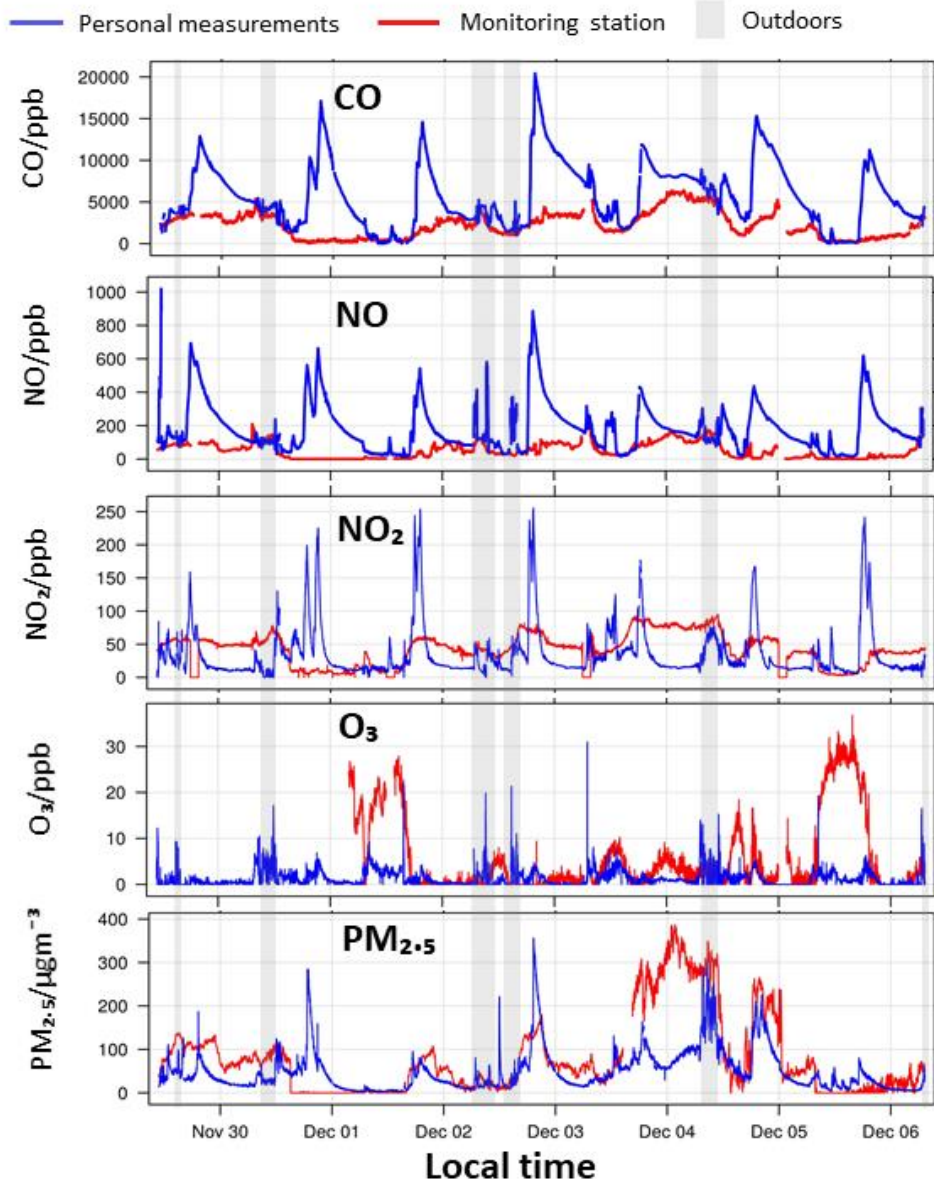 Personal measurements Monitoring station Outdoors
CO/ppb
20000
15000
10000
5000
0
CO
NO/ppb
1000
800
600
400
200
0
NO
NO₂/ppb
250
200
150
100
50
0
NO₂
O₃/ppb
30
20
10
0
O₃
PM₂.₅/µgm⁻³
400
300
200
100
0
PM₂.₅
Nov 30 Dec 01 Dec 02 Dec 03 Dec 04 Dec 05 Dec 06
Local time